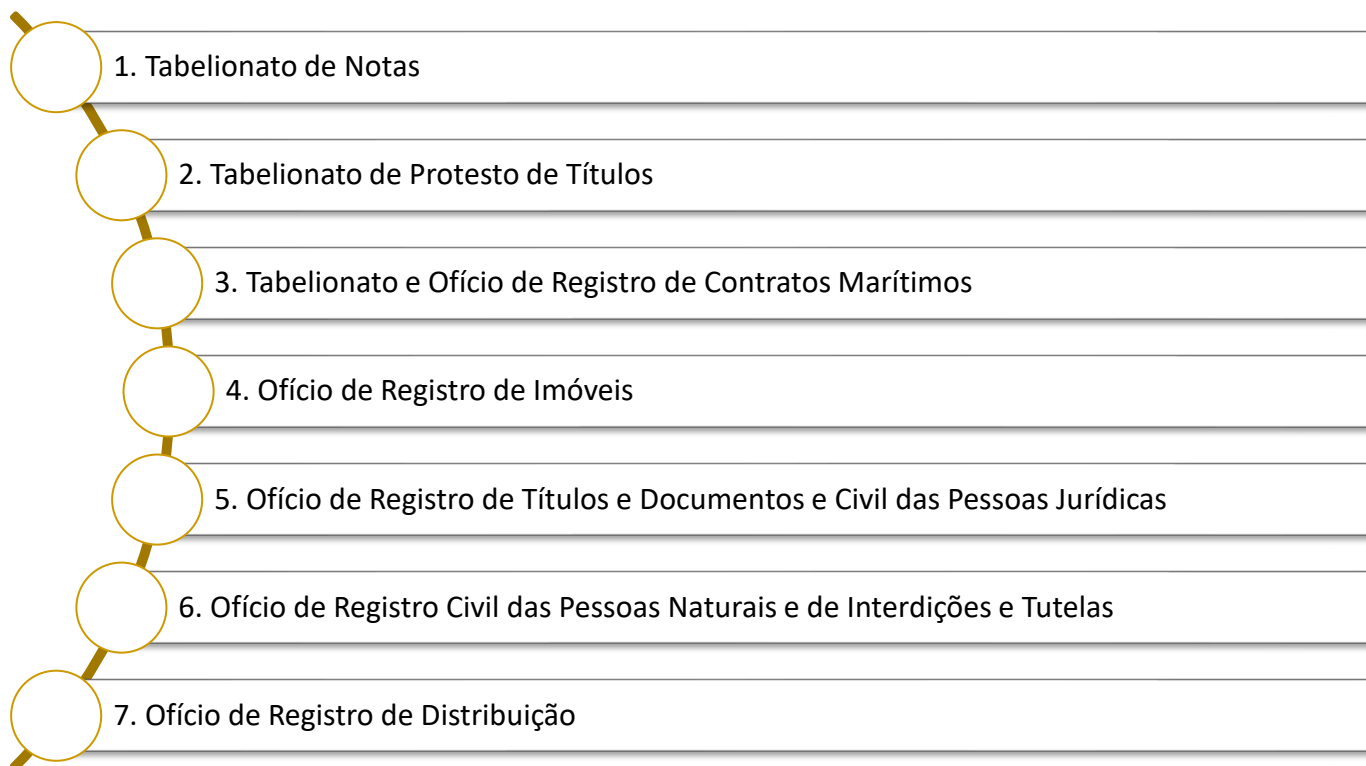 1. Tabelionato de Notas
2. Tabelionato de Protesto de Títulos
3. Tabelionato e Ofício de Registro de Contratos Marítimos
4. Ofício de Registro de Imóveis
5. Ofício de Registro de Títulos e Documentos e Civil das Pessoas Jurídicas
6. Ofício de Registro Civil das Pessoas Naturais e de Interdições e Tutelas
7. Ofício de Registro de Distribuição